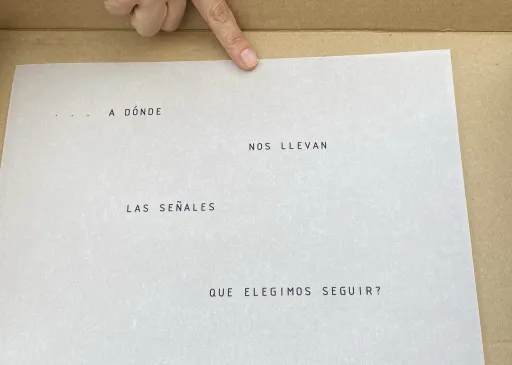 . . . A DÓNDE
NOS LLEVAN
LAS SEÑALES
QUE ELEGIMOS SEGUIR?